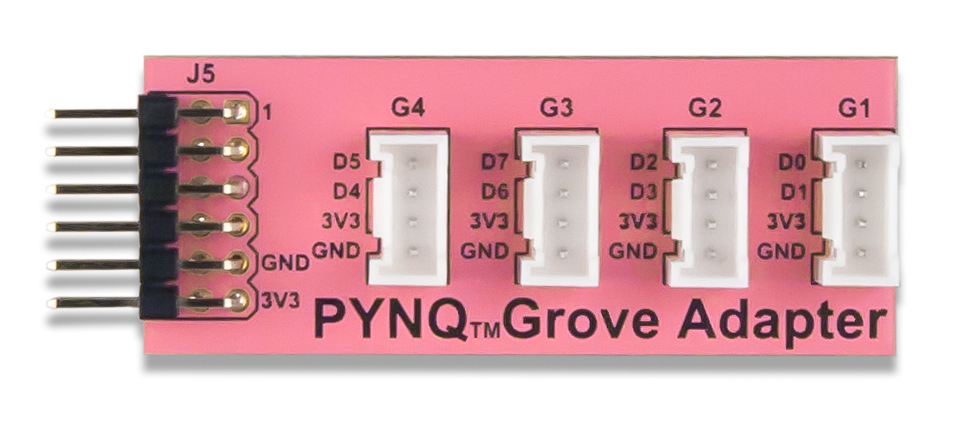 J5
1
GND
3V3
G4
D5
D4
3V3
GND
G3
D7
D6
3V3
GND
G2
D2
D3
3V3
GND
G1
D0
D1
3V3
GND
PYNQ™Grove Adapter